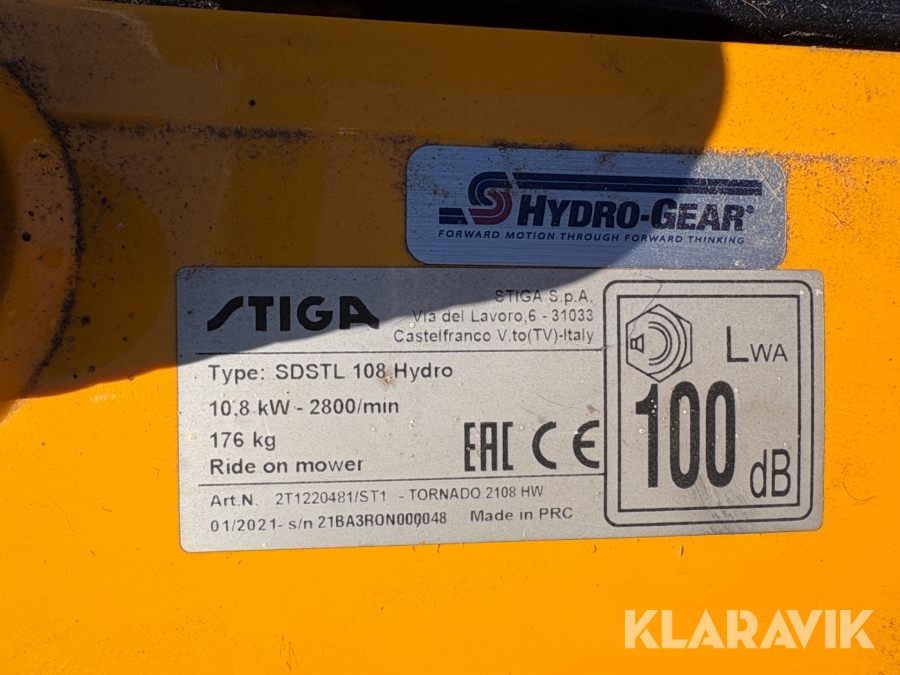 HYDRO-GEAR®
FORWARD MOTION THROUGH FORWARD THINKING
STIGA
STIGA S.p.A.
Via del Lavoro,6 - 31033
Castelfranco V.to(TV)-Italy
Type: SDSTL 108 Hydro
10,8 kW - 2800/min
176 kg
Ride on mower
EAC CE
Art.N. 2T1220481/ST1 - TORNADO 2108 HW
01/2021- s/n 21BA3RON000048 Made in PRC
LWA
100
dB
KLARAVIK